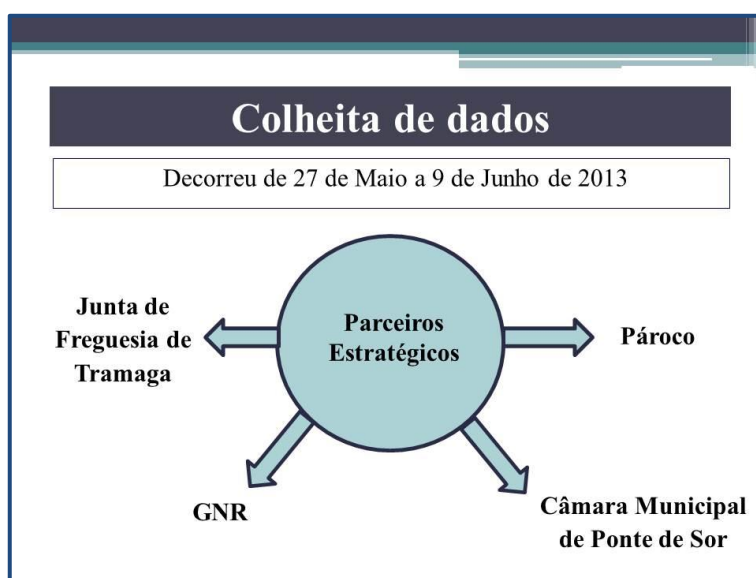 Colheita de dados
Decorreu de 27 de Maio a 9 de Junho de 2013
Junta de
Freguesia de
Tramaga
Parceiros
Estratégicos
Pároco
GNR
Câmara Municipal
de Ponte de Sor